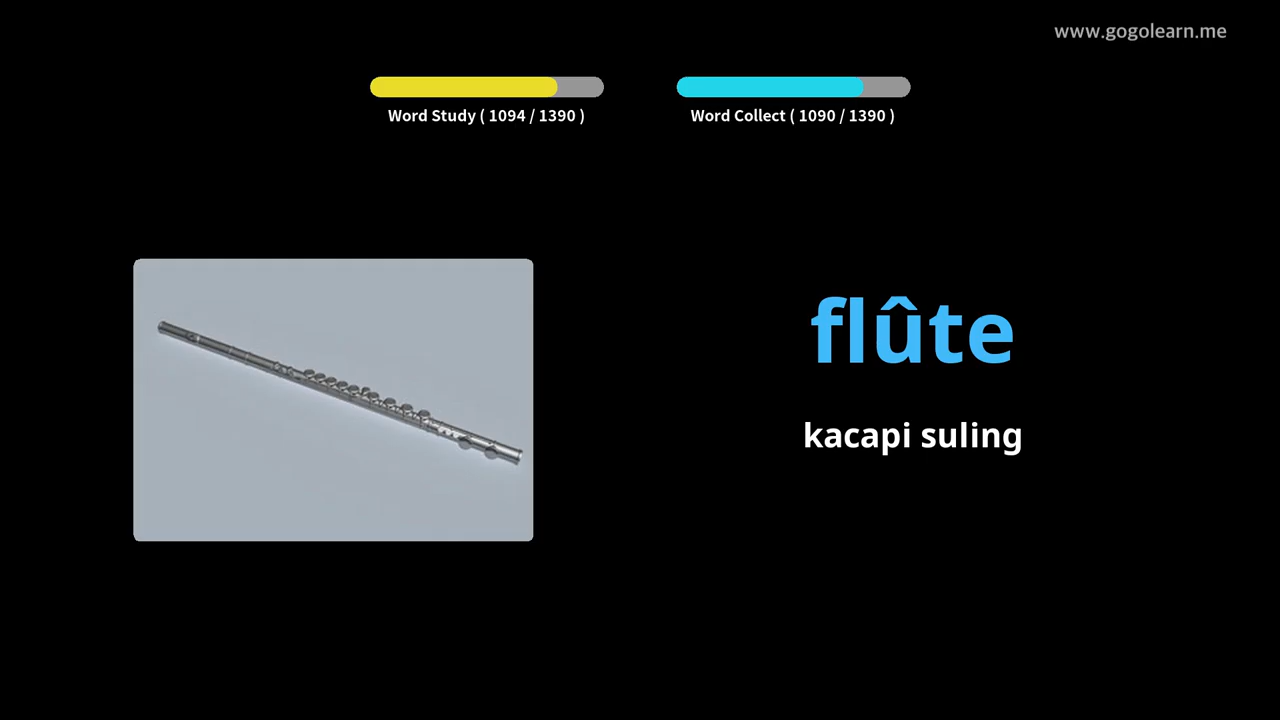 www.gogolearn.me
Word Study ( 1094 / 1390 )
Word Collect ( 1090 / 1390 )
flûte
kacapi suling